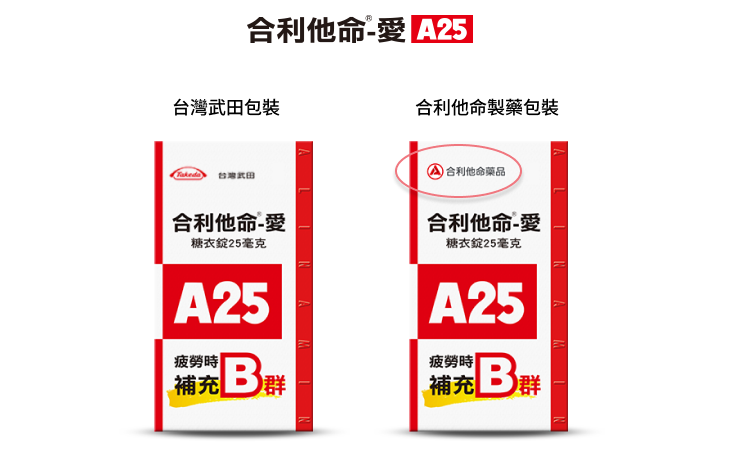 合利他命®-愛 A25
台灣武田包裝
合利他命製藥包裝
Takeda 台灣武田
合利他命®-愛
糖衣錠25毫克
A25
疲勞時
補充B群
ALINAMIN
合利他命藥品
合利他命®-愛
糖衣錠25毫克
A25
疲勞時
補充B群
ALINAMIN